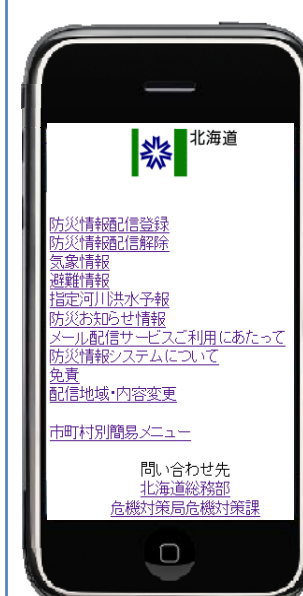 北海道
防災情報配信登録
防災情報配信解除
気象情報
避難情報
指定河川洪水予報
防災お知らせ情報
メール配信サービスご利用にあたって
防災情報システムについて
免責
配信地域・内容変更
市町村別簡易メニュー
問い合わせ先
北海道総務部
危機対策局危機対策課